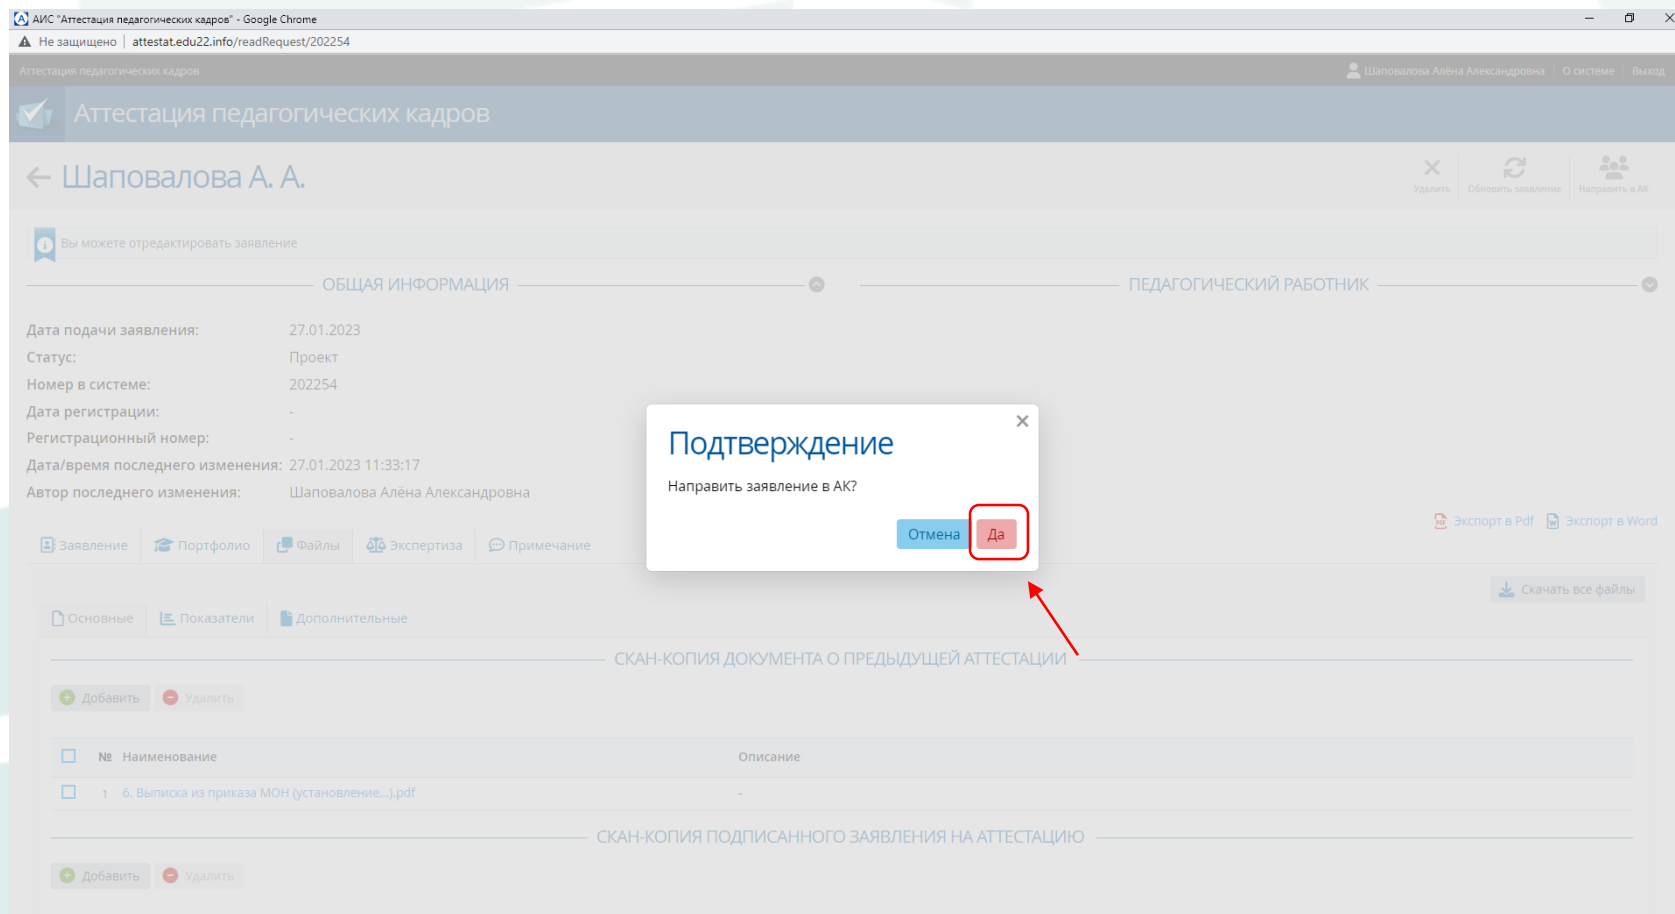 АИС "Аттестация педагогических кадров" - Google Chrome
Не защищено | attestat.edu22.info/readRequest/202254
Аттестация педагогических кадров
Шаповалова Алёна Александровна | О системе | Выход
Аттестация педагогических кадров
Шаповалова А. А.
Удалить
Обновить заявление
Направить в АК
Вы можете отредактировать заявление
ОБЩАЯ ИНФОРМАЦИЯ
ПЕДАГОГИЧЕСКИЙ РАБОТНИК
Дата подачи заявления: 27.01.2023
Статус: Проект
Номер в системе: 202254
Дата регистрации: -
Регистрационный номер: -
Дата/время последнего изменения: 27.01.2023 11:33:17
Автор последнего изменения: Шаповалова Алёна Александровна
Подтверждение
Направить заявление в АК?
Отмена
Да
Экспорт в Pdf
Экспорт в Word
Заявление
Портфолио
Файлы
Экспертиза
Примечание
Скачать все файлы
Основные
Показатели
Дополнительные
СКАН-КОПИЯ ДОКУМЕНТА О ПРЕДЫДУЩЕЙ АТТЕСТАЦИИ
Добавить
Удалить
№ Наименование
Описание
1 6. Выписка из приказа МОН (установление...).pdf
-
СКАН-КОПИЯ ПОДПИСАННОГО ЗАЯВЛЕНИЯ НА АТТЕСТАЦИЮ
Добавить
Удалить